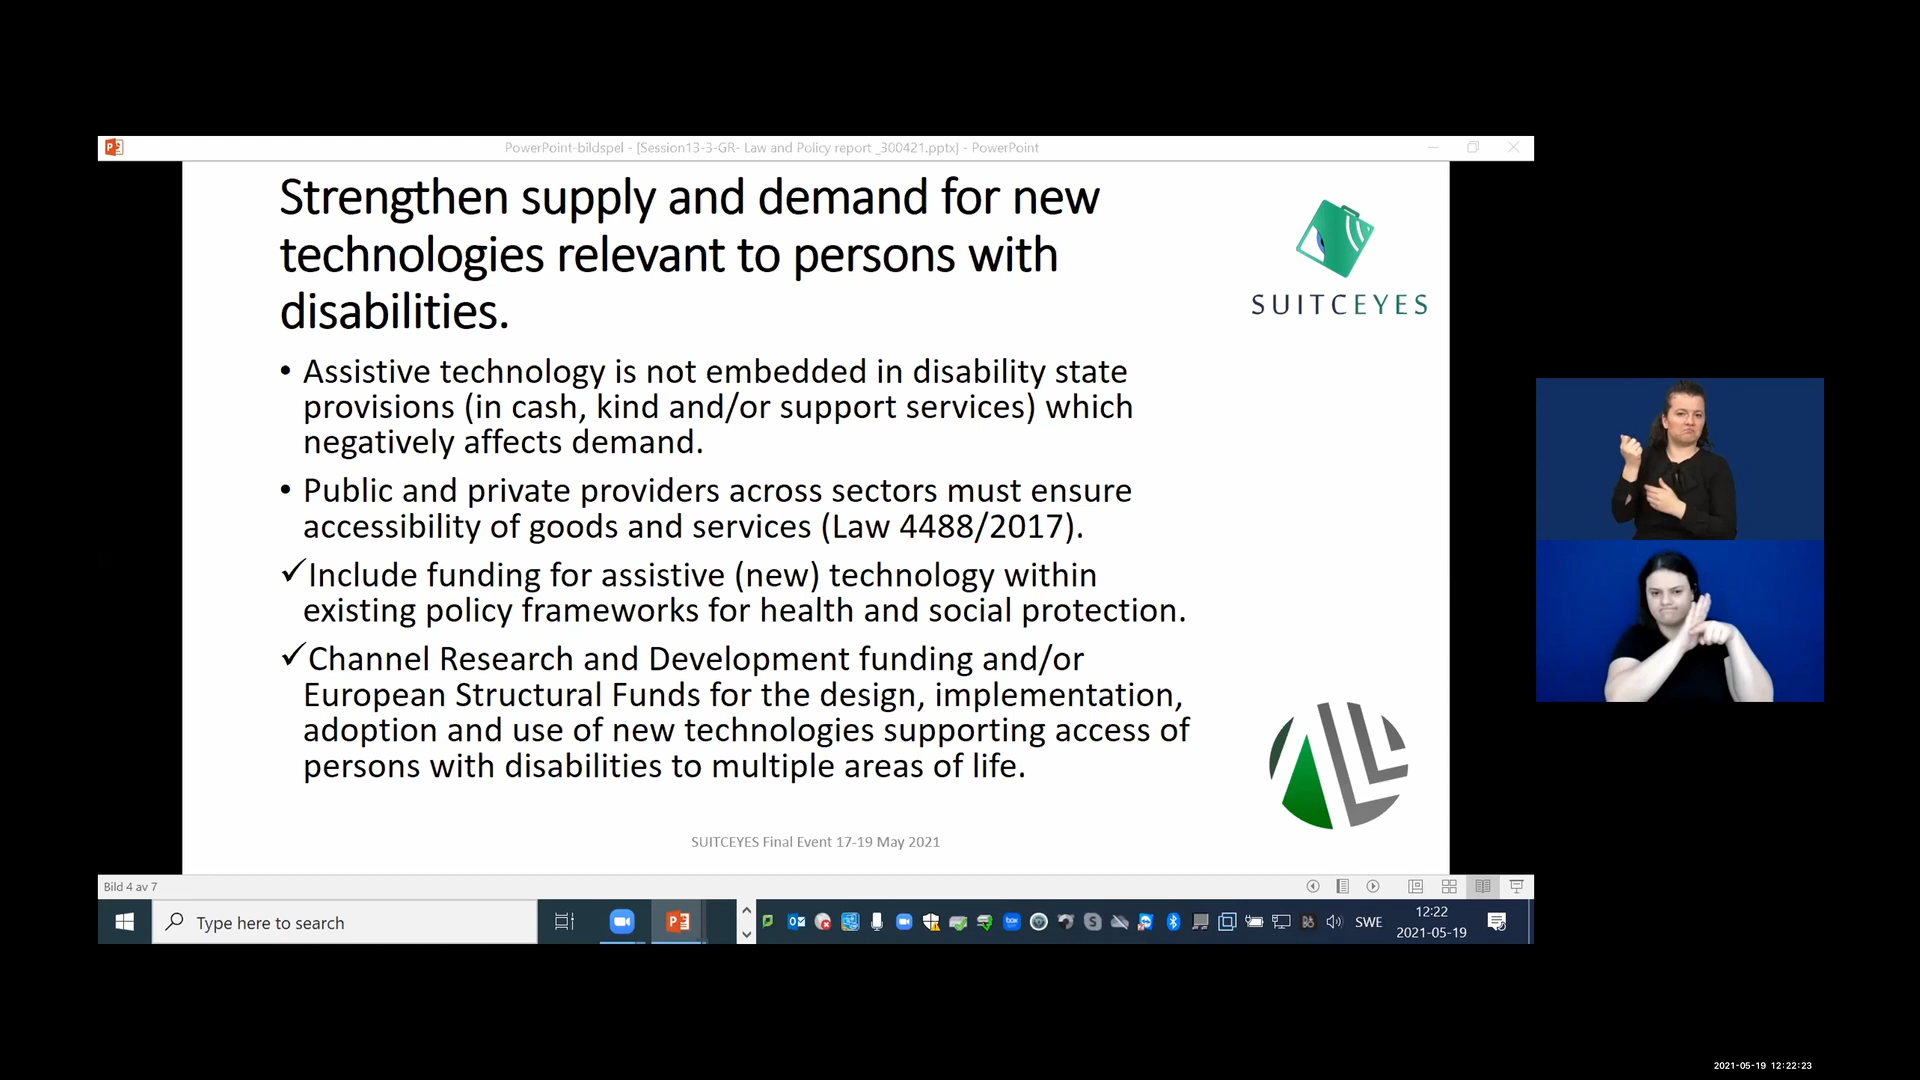 PowerPoint-bildspel - [Session13-3-GR- Law and Policy report _300421.pptx] - PowerPoint
Strengthen supply and demand for new
technologies relevant to persons with
disabilities.
SUITCEYES
• Assistive technology is not embedded in disability state
provisions (in cash, kind and/or support services) which
negatively affects demand.
• Public and private providers across sectors must ensure
accessibility of goods and services (Law 4488/2017).
✓Include funding for assistive (new) technology within
existing policy frameworks for health and social protection.
✓Channel Research and Development funding and/or
European Structural Funds for the design, implementation,
adoption and use of new technologies supporting access of
persons with disabilities to multiple areas of life.
ALL
SUITCEYES Final Event 17-19 May 2021
Bild 4 av 7
Type here to search
SWE
12:22
2021-05-19
2021-05-19 12:22:23